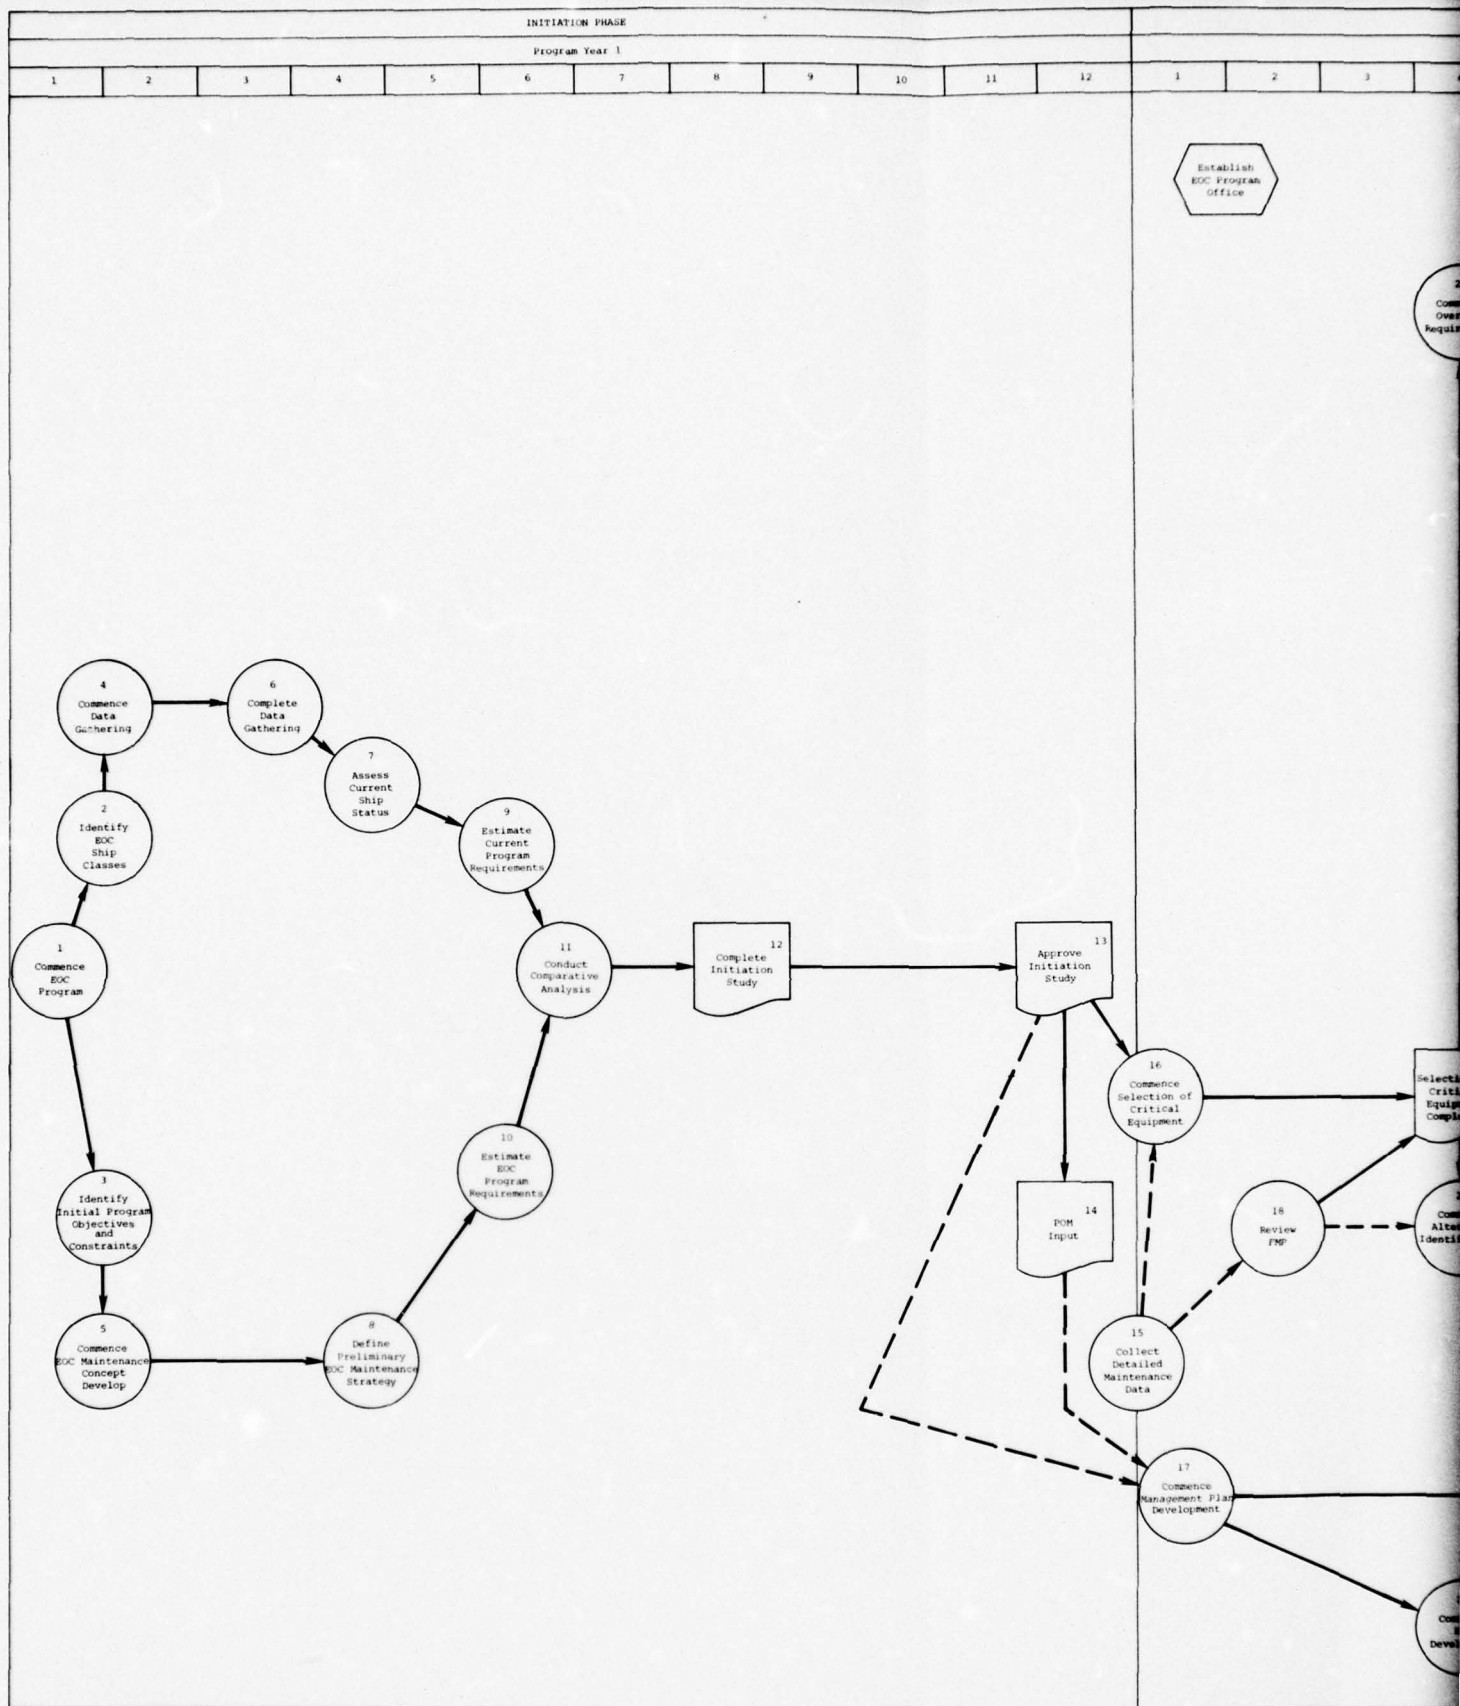 INITIATION PHASE
Program Year 1
1 2 3 4 5 6 7 8 9 10 11 12 1 2 3
Establish
EOC Program
Office
4
Commence
Data
Gathering
6
Complete
Data
Gathering
7
Assess
Current
Ship
Status
2
Identify
EOC
Ship
Classes
9
Estimate
Current
Program
Requirements
1
Commence
EOC
Program
11
Conduct
Comparative
Analysis
12
Complete
Initiation
Study
13
Approve
Initiation
Study
16
Commence
Selection of
Critical
Equipment
10
Estimate
EOC
Program
Requirements
3
Identify
Initial Program
Objectives
and
Constraints
14
POM
Input
18
Review
FMP
5
Commence
EOC Maintenance
Concept
Develop
8
Define
Preliminary
EOC Maintenance
Strategy
15
Collect
Detailed
Maintenance
Data
17
Commence
Management Plan
Development